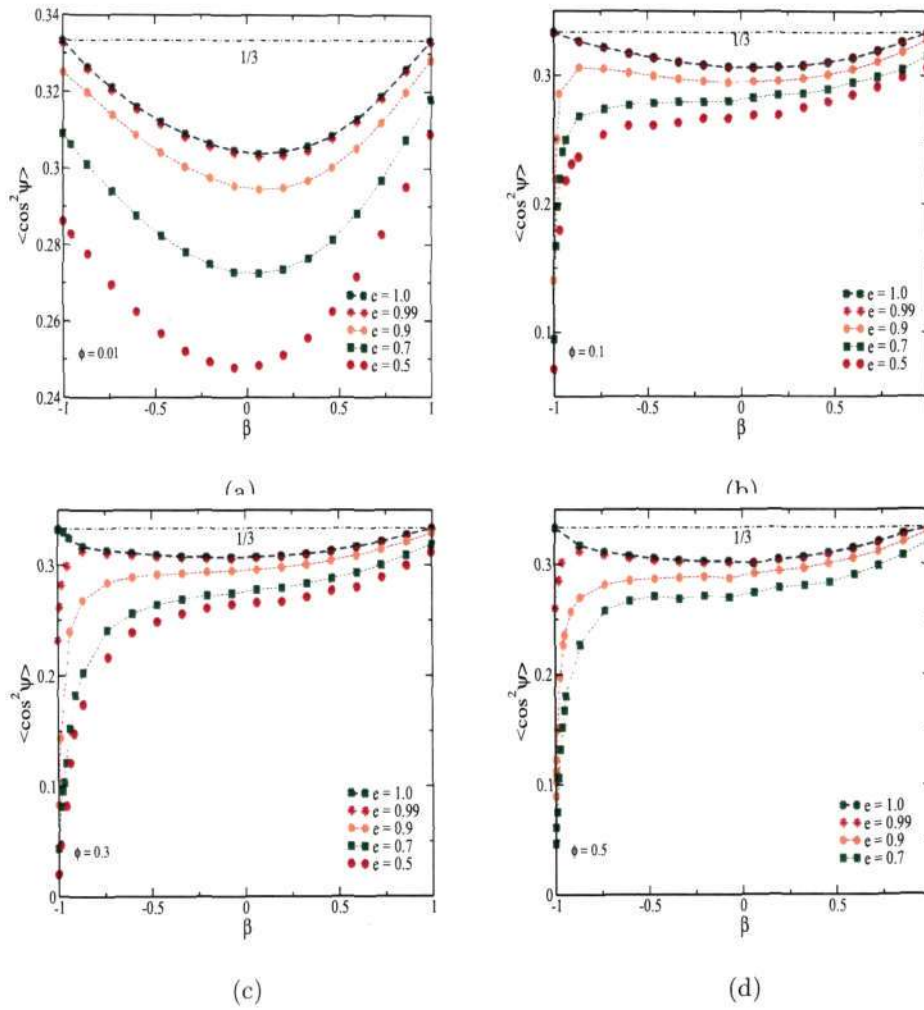 0.34
0.32
0.3
0.28
0.26
0.24
<cos²ψ>
1/3
e = 1.0
e = 0.99
e = 0.9
e = 0.7
e = 0.5
ϕ = 0.01
-1 -0.5 0 0.5 1
β
(a)
0.3
0.2
0.1
<cos²ψ>
1/3
e = 1.0
e = 0.99
e = 0.9
e = 0.7
e = 0.5
ϕ = 0.1
-1 -0.5 0 0.5
β
(b)
0.3
0.2
0.1
0
<cos²ψ>
1/3
e = 1.0
e = 0.99
e = 0.9
e = 0.7
e = 0.5
ϕ = 0.3
-1 -0.5 0 0.5 1
β
(c)
0.3
0.2
0.1
0
<cos²ψ>
1/3
e = 1.0
e = 0.99
e = 0.9
e = 0.7
ϕ = 0.5
-1 -0.5 0 0.5
β
(d)